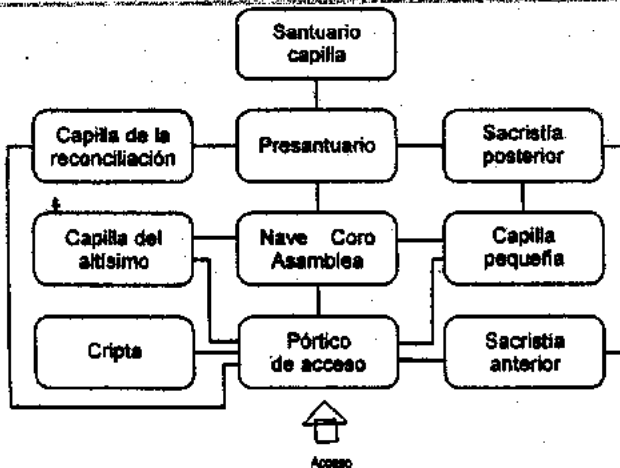 Santuario
capilla
Capilla de la
reconciliación
Presantuario
Sacristía
posterior
Capilla del
altísimo
Nave Coro
Asamblea
Capilla
pequeña
Cripta
Pórtico
de acceso
Sacristía
anterior
Acceso